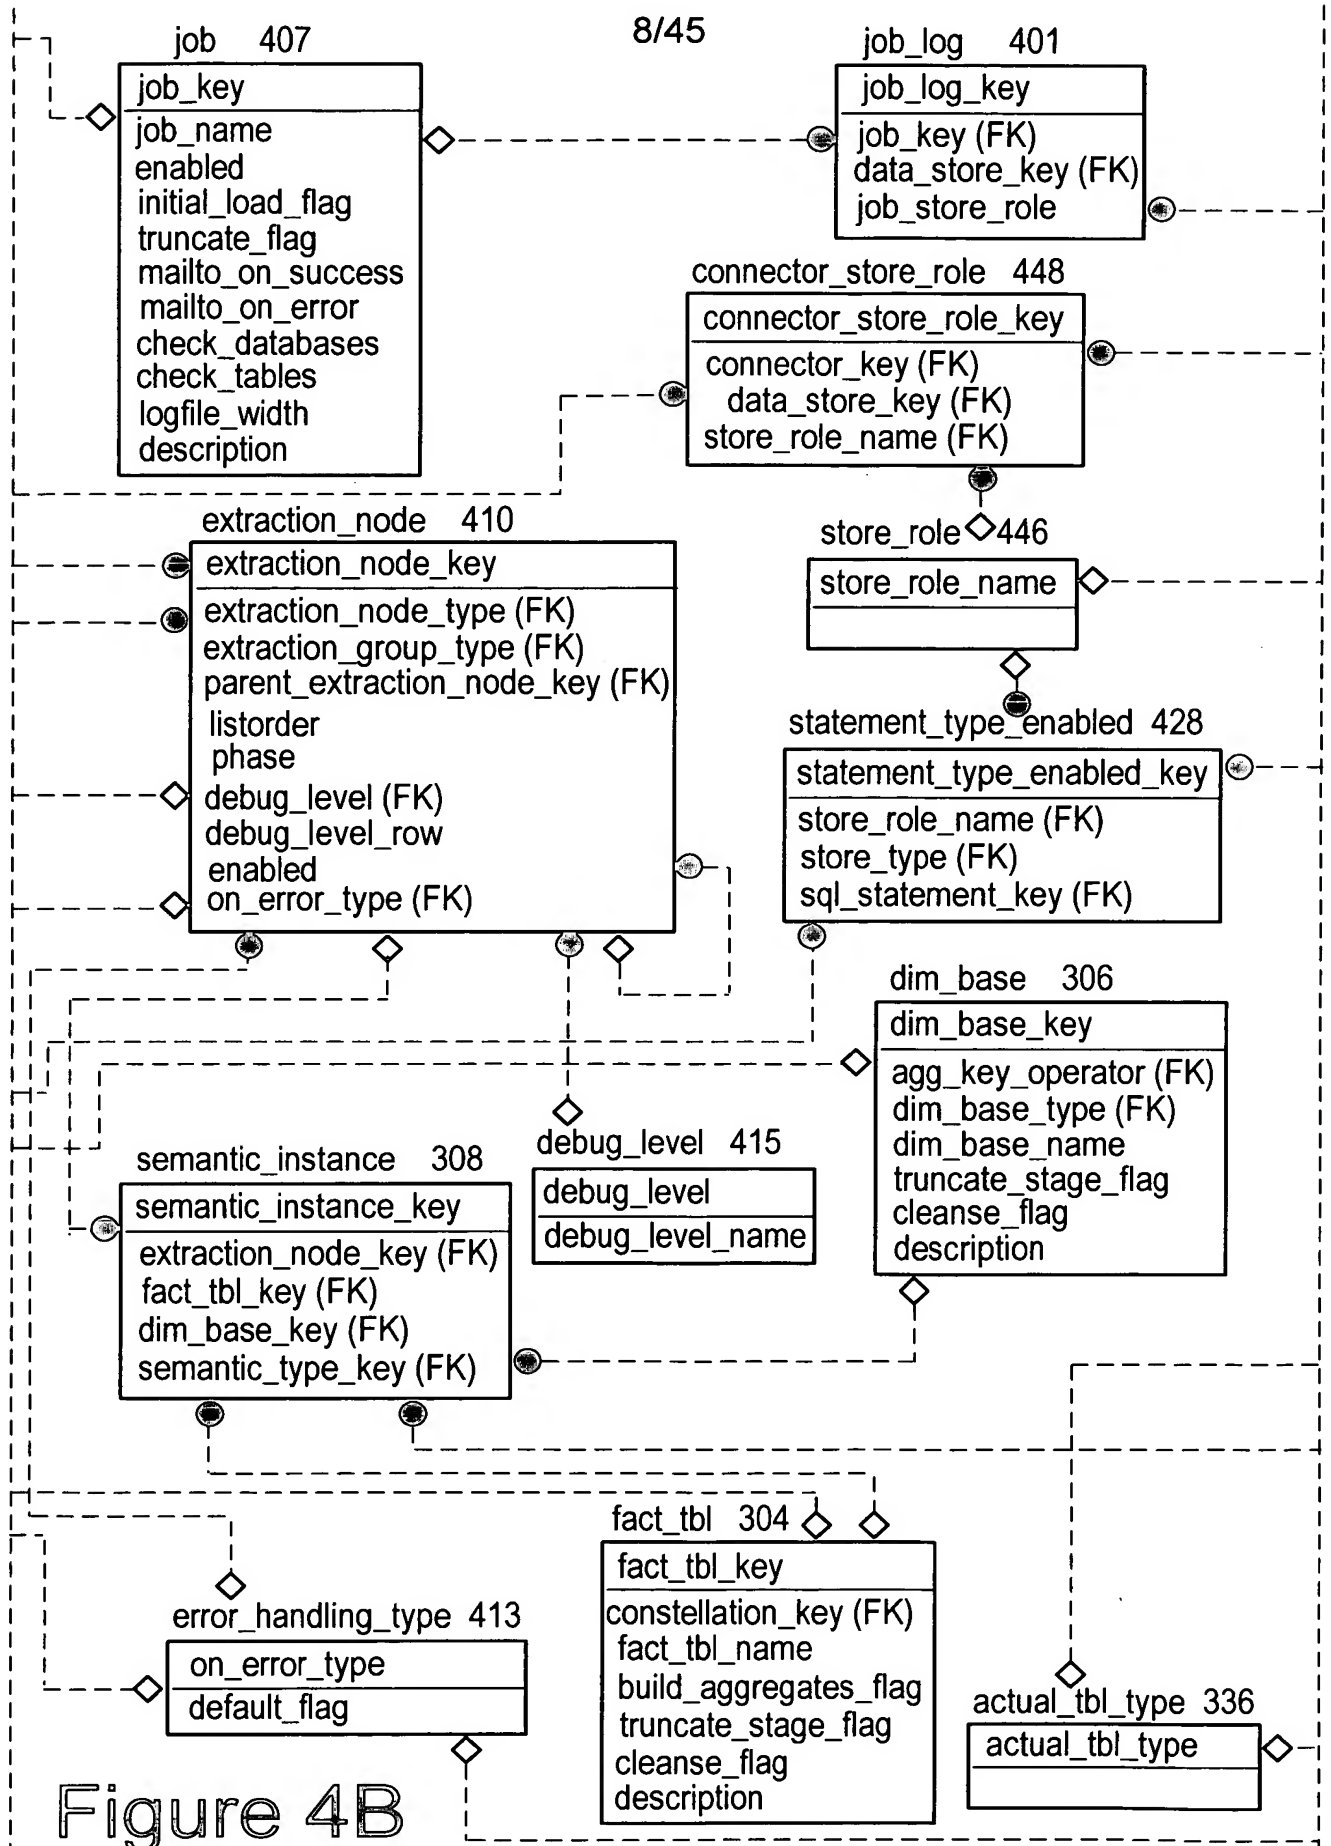 8/45
job 407
job_key
job_name
enabled
initial_load_flag
truncate_flag
mailto_on_success
mailto_on_error
check_databases
check_tables
logfile_width
description
job_log 401
job_log_key
job_key (FK)
data_store_key (FK)
job_store_role
connector_store_role 448
connector_store_role_key
connector_key (FK)
data_store_key (FK)
store_role_name (FK)
extraction_node 410
extraction_node_key
extraction_node_type (FK)
extraction_group_type (FK)
parent_extraction_node_key (FK)
listorder
phase
debug_level (FK)
debug_level_row
enabled
on_error_type (FK)
store_role 446
store_role_name
statement_type_enabled 428
statement_type_enabled_key
store_role_name (FK)
store_type (FK)
sql_statement_key (FK)
dim_base 306
dim_base_key
agg_key_operator (FK)
dim_base_type (FK)
dim_base_name
truncate_stage_flag
cleanse_flag
description
debug_level 415
debug_level
debug_level_name
semantic_instance 308
semantic_instance_key
extraction_node_key (FK)
fact_tbl_key (FK)
dim_base_key (FK)
semantic_type_key (FK)
fact_tbl 304
fact_tbl_key
constellation_key (FK)
fact_tbl_name
build_aggregates_flag
truncate_stage_flag
cleanse_flag
description
error_handling_type 413
on_error_type
default_flag
actual_tbl_type 336
actual_tbl_type
Figure 4B